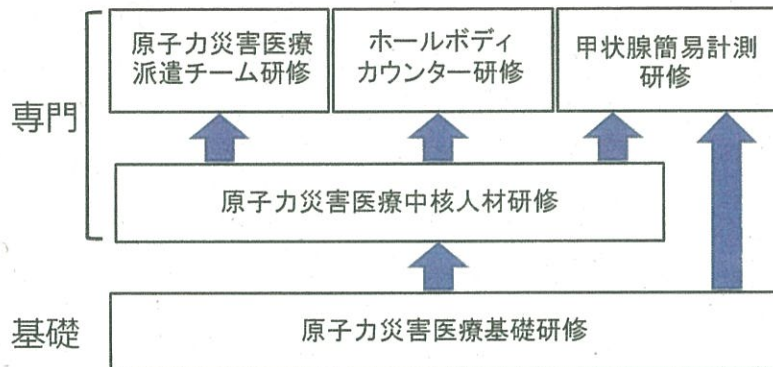 専門
原子力災害医療
派遣チーム研修
ホールボディ
カウンター研修
甲状腺簡易計測
研修
原子力災害医療中核人材研修
基礎
原子力災害医療基礎研修